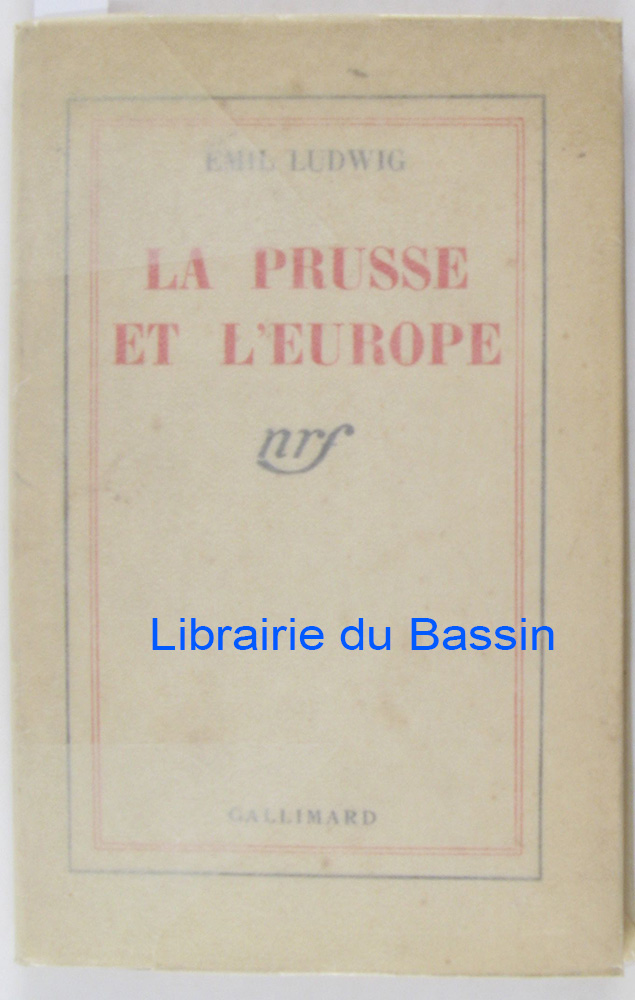 EMIL LUDWIG
LA PRUSSE
ET L'EUROPE
nrf
Librairie du Bassin
GALLIMARD